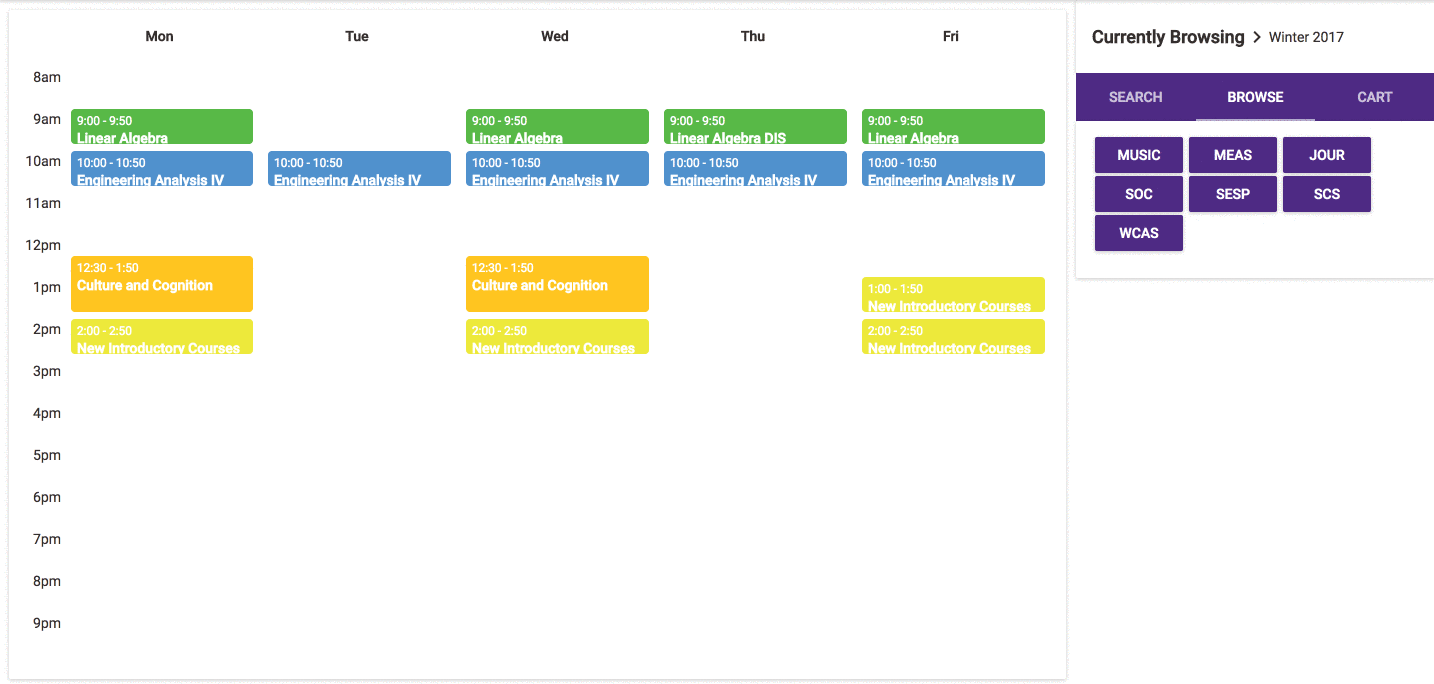 Mon Tue Wed Thu Fri
8am
9am
9:00 - 9:50 9:00 - 9:50 9:00 - 9:50 9:00 - 9:50
Linear Algebra Linear Algebra Linear Algebra DIS Linear Algebra
10am
10:00 - 10:50 10:00 - 10:50 10:00 - 10:50 10:00 - 10:50 10:00 - 10:50
Engineering Analysis IV Engineering Analysis IV Engineering Analysis IV Engineering Analysis IV Engineering Analysis IV
11am
12pm
12:30 - 1:50 12:30 - 1:50
Culture and Cognition Culture and Cognition
1pm
1:00 - 1:50
New Introductory Courses
2pm
2:00 - 2:50 2:00 - 2:50 2:00 - 2:50
New Introductory Courses New Introductory Courses New Introductory Courses
3pm
4pm
5pm
6pm
7pm
8pm
9pm
Currently Browsing > Winter 2017
SEARCH BROWSE CART
MUSIC MEAS JOUR
SOC SESP SCS
WCAS